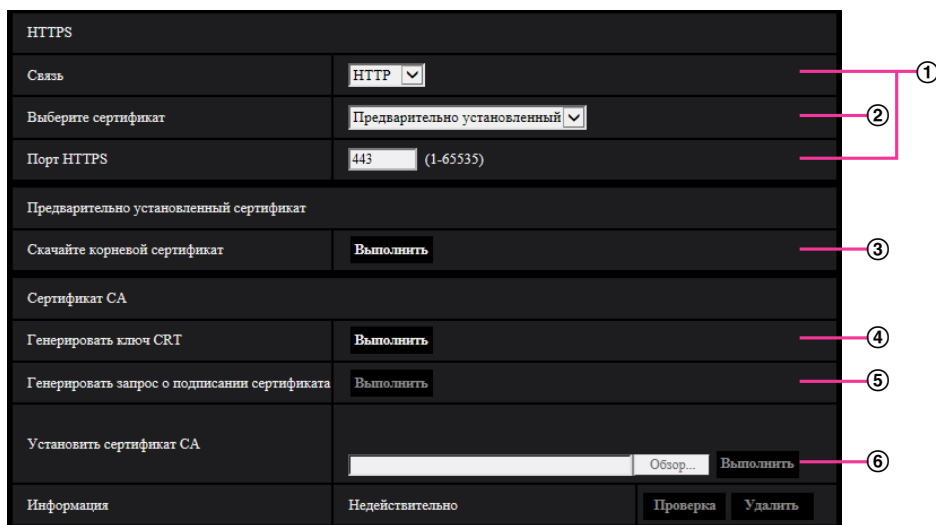 HTTPS
Связь HTTP ①
Выберите сертификат Предварительно установленный ②
Порт HTTPS 443 (1-65535)
Предварительно установленный сертификат
Скачайте корневой сертификат Выполнить ③
Сертификат CA
Генерировать ключ CRT Выполнить ④
Генерировать запрос о подписании сертификата Выполнить ⑤
Установить сертификат CA Обзор... Выполнить ⑥
Информация Недействительно Проверка Удалить